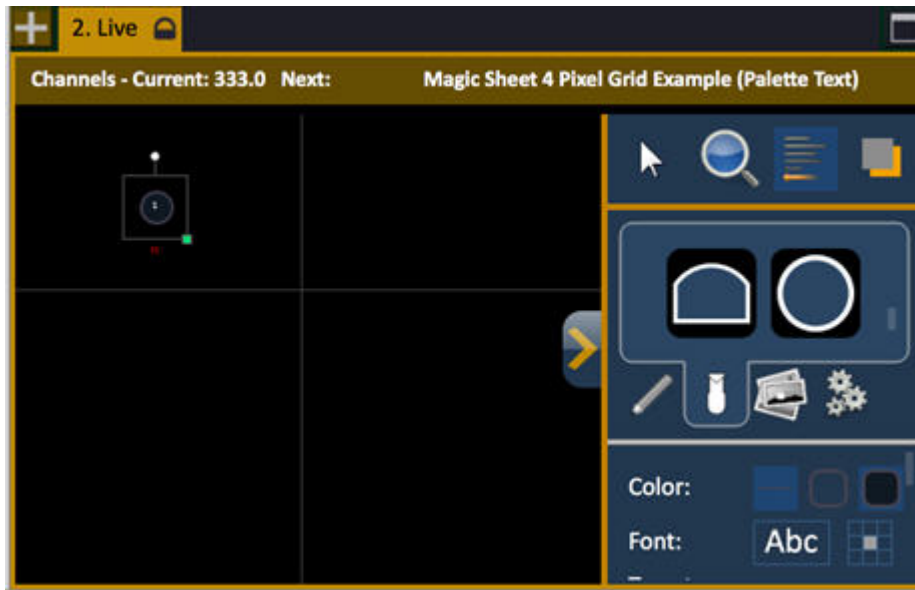 2. Live
Channels - Current: 333.0 Next: Magic Sheet 4 Pixel Grid Example (Palette Text)
Color:
Font: Abc